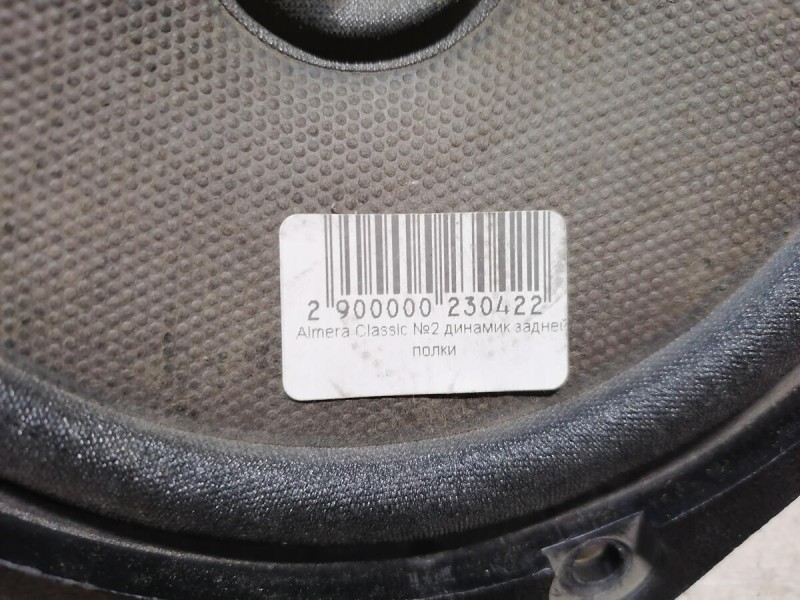 2 900000 230422
Almera Classic №2 динамик задней
полки